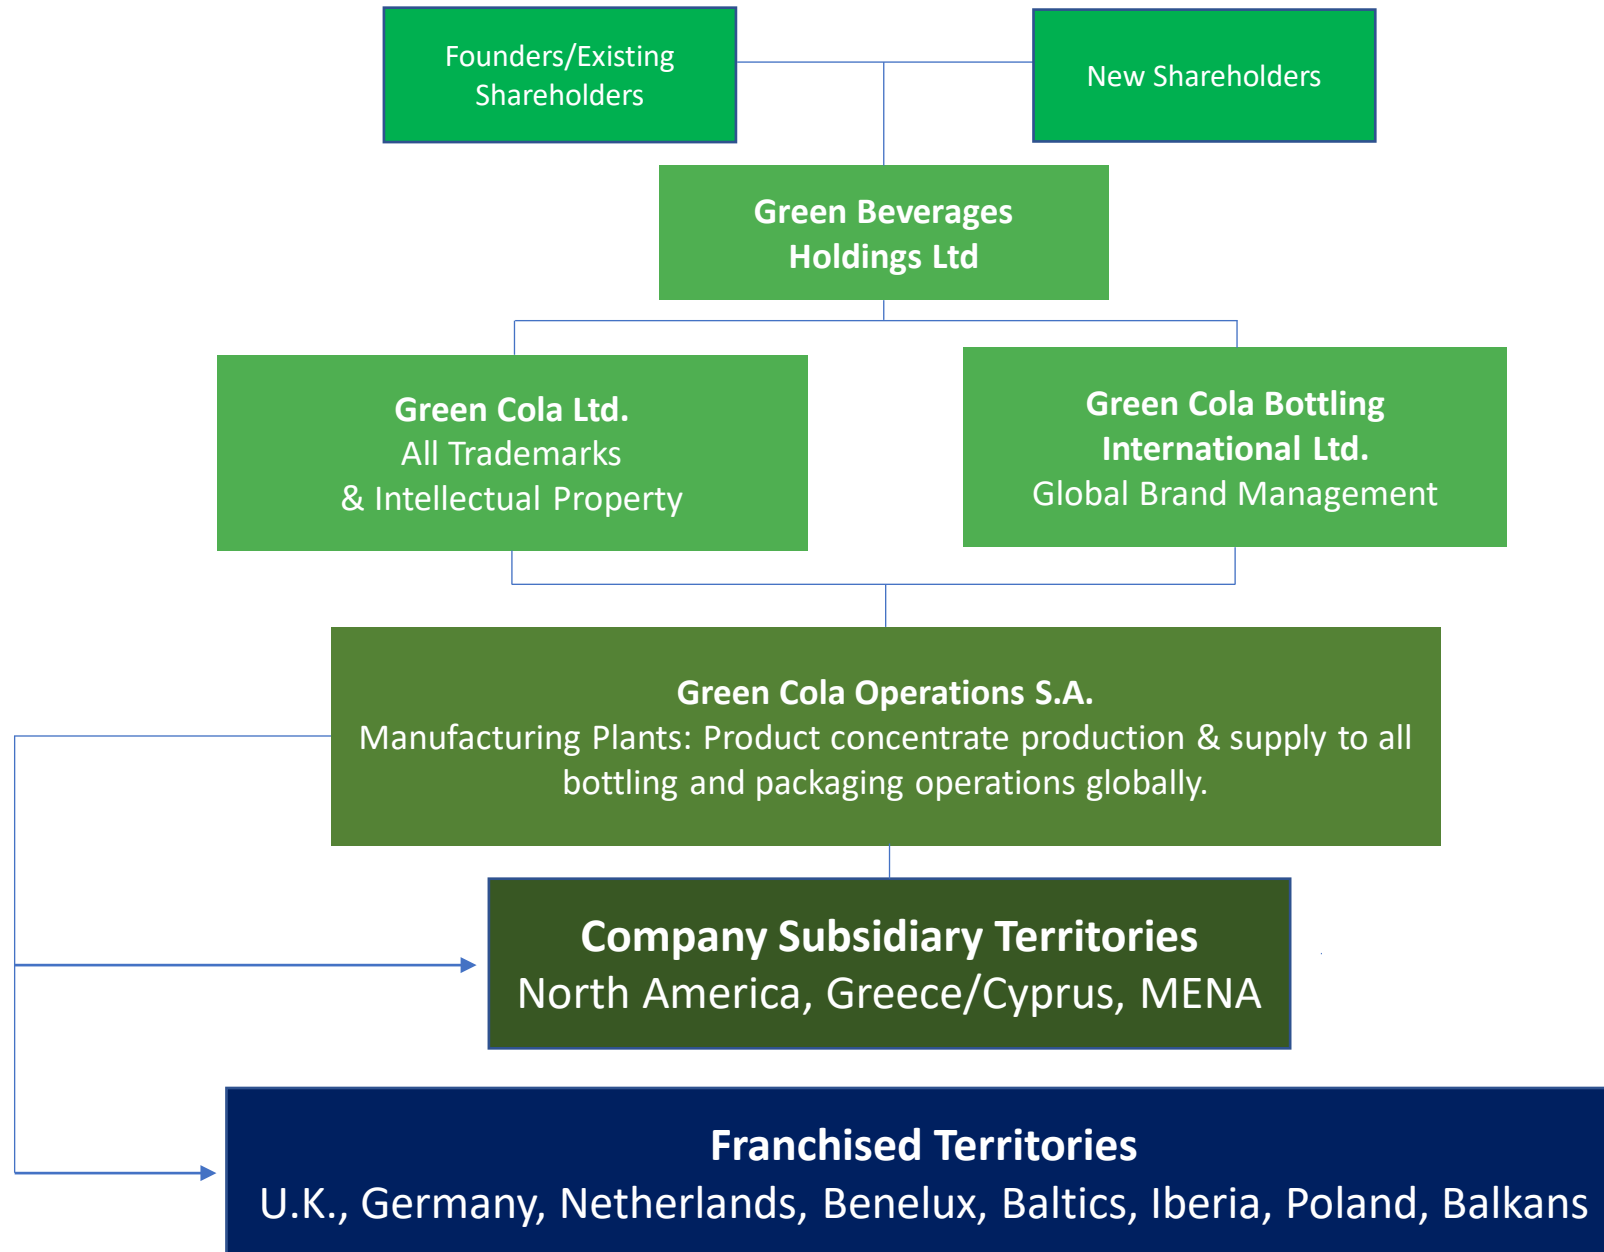 Founders/Existing
Shareholders
New Shareholders
Green Beverages
Holdings Ltd
Green Cola Ltd.
All Trademarks
& Intellectual Property
Green Cola Bottling
International Ltd.
Global Brand Management
Green Cola Operations S.A.
Manufacturing Plants: Product concentrate production & supply to all
bottling and packaging operations globally.
Company Subsidiary Territories
North America, Greece/Cyprus, MENA
Franchised Territories
U.K., Germany, Netherlands, Benelux, Baltics, Iberia, Poland, Balkans